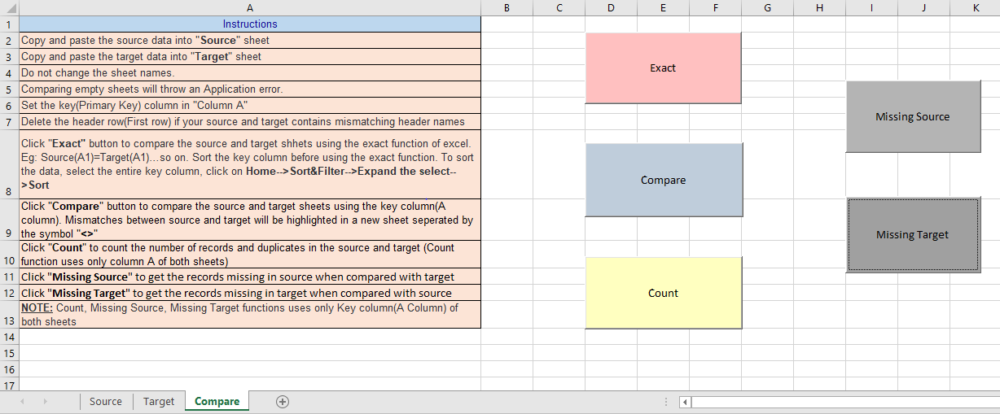 A B C D E F G H I J K
1 Instructions
2 Copy and paste the source data into "Source" sheet
3 Copy and paste the target data into "Target" sheet
4 Do not change the sheet names.
5 Comparing empty sheets will throw an Application error.
6 Set the key(Primary Key) column in "Column A"
7 Delete the header row(First row) if your source and target contains mismatching header names
Click "Exact" button to compare the source and target shhets using the exact function of excel.
Eg: Source(A1)=Target(A1)...so on. Sort the key column before using the exact function. To sort
the data, select the entire key column, click on Home-->Sort&Filter-->Expand the select--
8 >Sort
Click "Compare" button to compare the source and target sheets using the key column(A
column). Mismatches between source and target will be highlighted in a new sheet seperated by
9 the symbol "<>"
Click "Count" to count the number of records and duplicates in the source and target (Count
10 function uses only column A of both sheets)
11 Click "Missing Source" to get the records missing in source when compared with target
12 Click "Missing Target" to get the records missing in target when compared with source
NOTE: Count, Missing Source, Missing Target functions uses only Key column(A Column) of
13 both sheets
14
15
16
17
Exact
Compare
Count
Missing Source
Missing Target
Source Target Compare